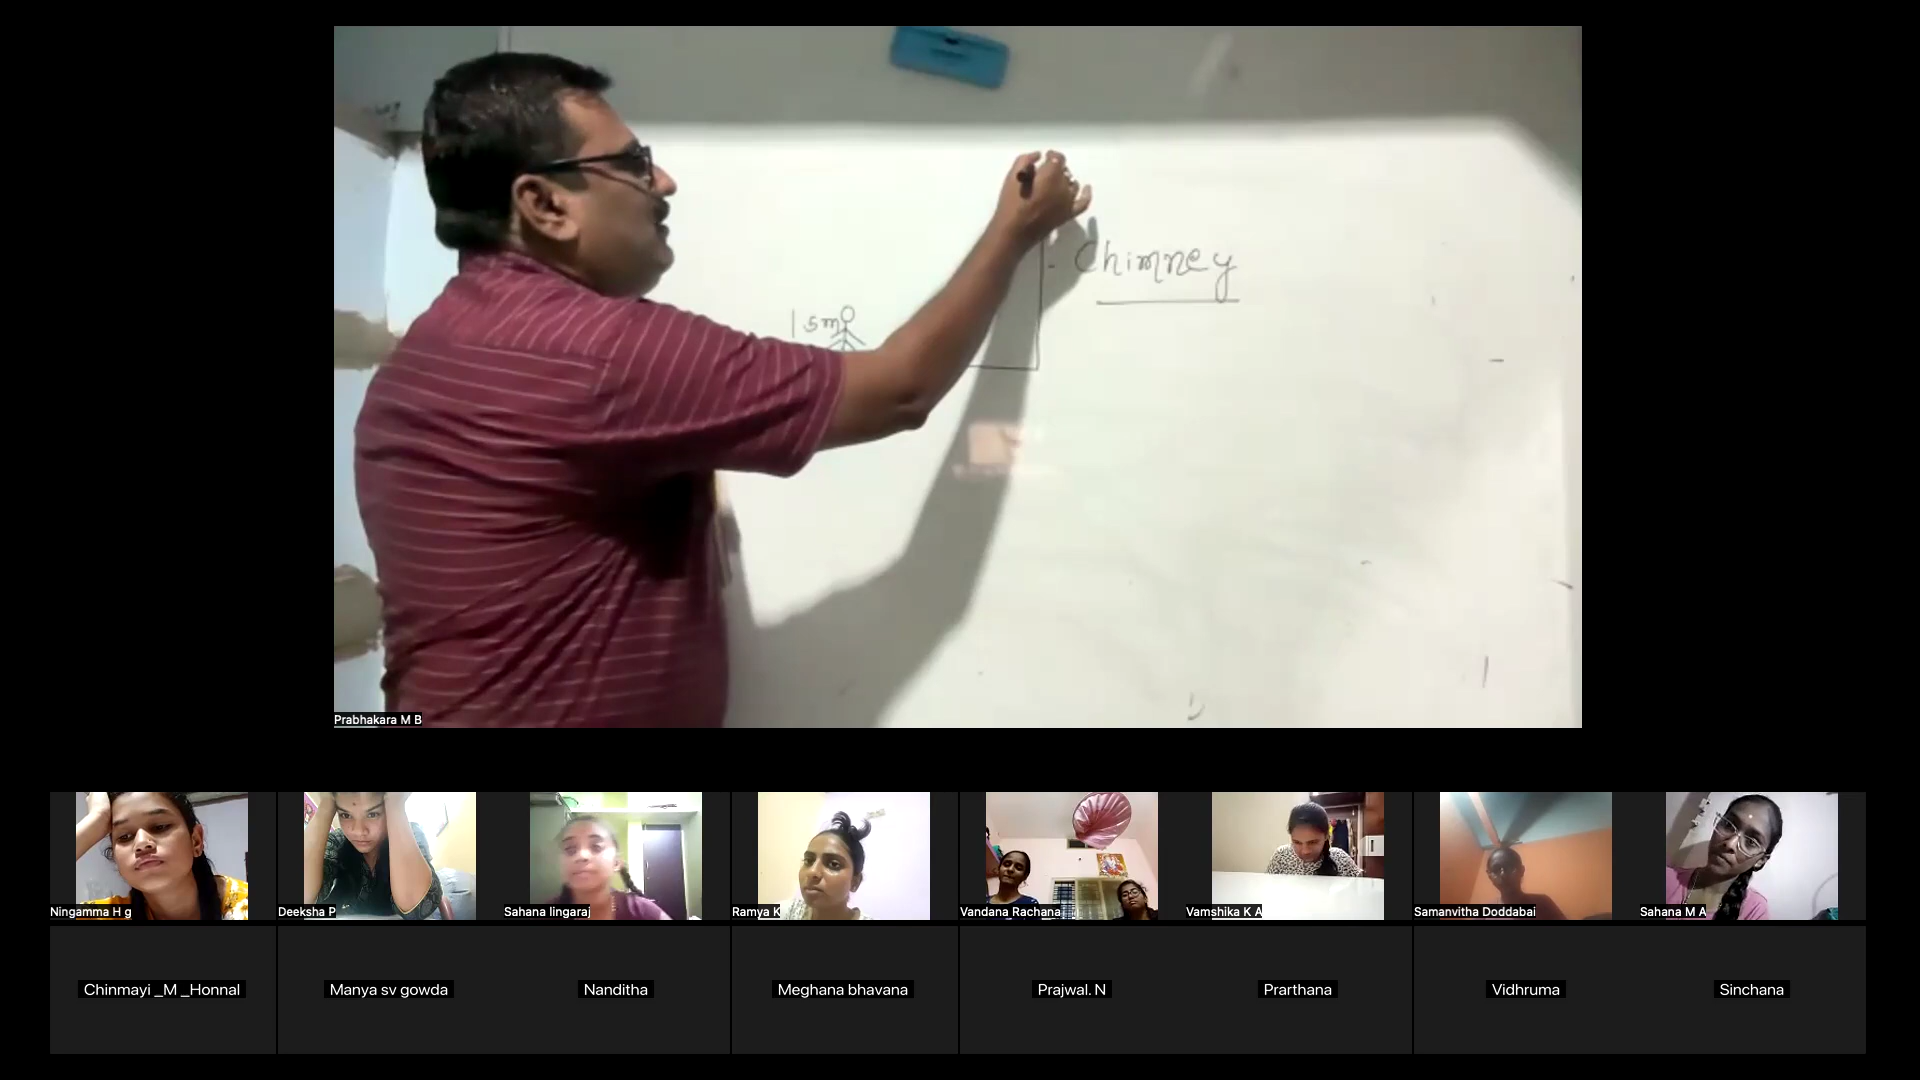 Chimney
1.5m
Prabhakara M B
Ningamma H g
Deeksha P
Sahana lingaraj
Ramya K
Vandana Rachana
Vamshika K A
Samanvitha Doddabai
Sahana M A
Chinmayi _M _Honnal
Manya sv gowda
Nanditha
Meghana bhavana
Prajwal. N
Prarthana
Vidhruma
Sinchana